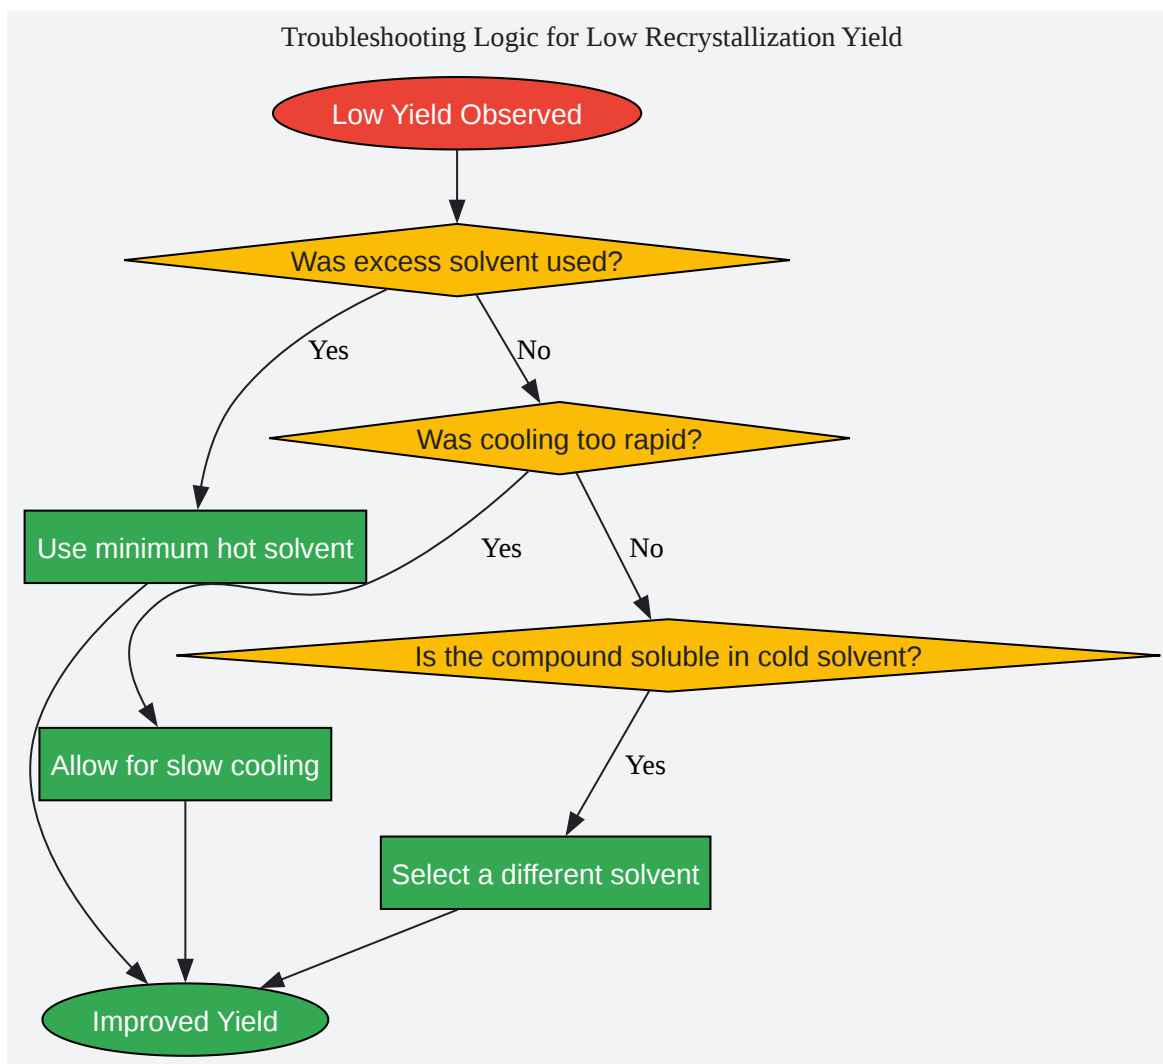 Troubleshooting Logic for Low Recrystallization Yield
Low Yield Observed
Was excess solvent used?
Yes
No
Was cooling too rapid?
Use minimum hot solvent
Yes
No
Is the compound soluble in cold solvent?
Allow for slow cooling
Yes
Select a different solvent
Improved Yield